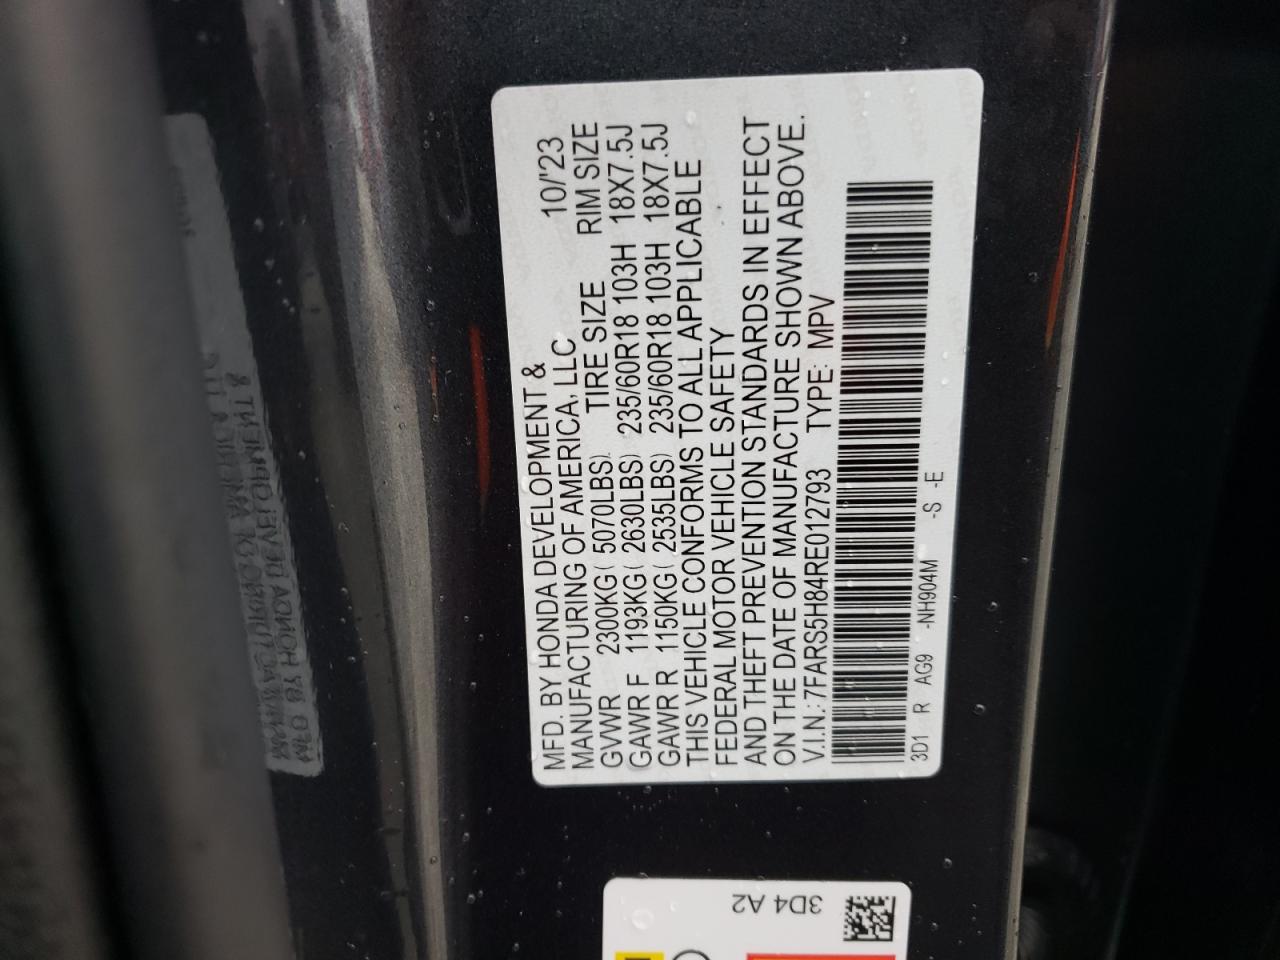 MFD. BY HONDA DEVELOPMENT & 10/'23
MANUFACTURING OF AMERICA, LLC
GVWR 2300KG( 5070LBS) TIRE SIZE RIM SIZE
GAWR F 1193KG( 2630LBS) 235/60R18 103H 18X7.5J
GAWR R 1150KG( 2535LBS) 235/60R18 103H 18X7.5J
THIS VEHICLE CONFORMS TO ALL APPLICABLE
FEDERAL MOTOR VEHICLE SAFETY
AND THEFT PREVENTION STANDARDS IN EFFECT
ON THE DATE OF MANUFACTURE SHOWN ABOVE.
V.I.N.: 7FARS5H84RE012793 TYPE: MPV
3D1 R AG9 -NH904M -S -E
3D4 A2